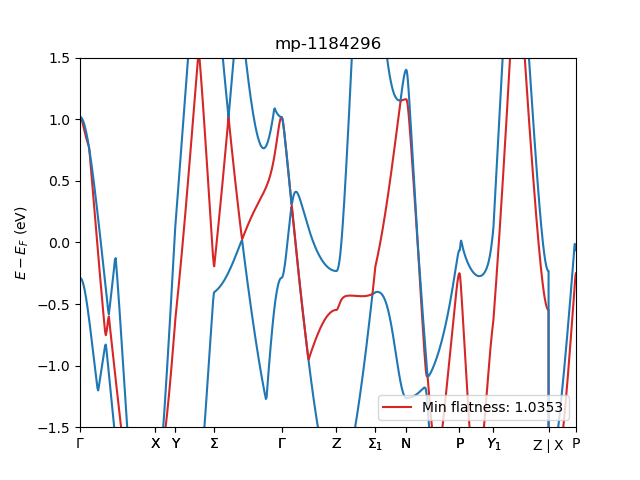 mp-1184296
E − E_F (eV)
1.5
1.0
0.5
0.0
−0.5
−1.0
−1.5
Min flatness: 1.0353
Γ X Y Σ Γ Z Σ₁ N P Y₁ Z | X P